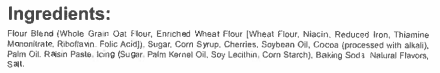 Ingredients:
Flour Blend (Whole Grain Oat Flour, Enriched Wheat Flour [Wheat Flour, Niacin, Reduced Iron, Thiamine
Mononitrate, Riboflavin, Folic Acid]), Sugar, Corn Syrup, Cherries, Soybean Oil, Cocoa (processed with alkali),
Palm Oil, Raisin Paste, Icing (Sugar, Palm Kernel Oil, Soy Lecithin, Corn Starch), Baking Soda, Natural Flavors,
Salt.